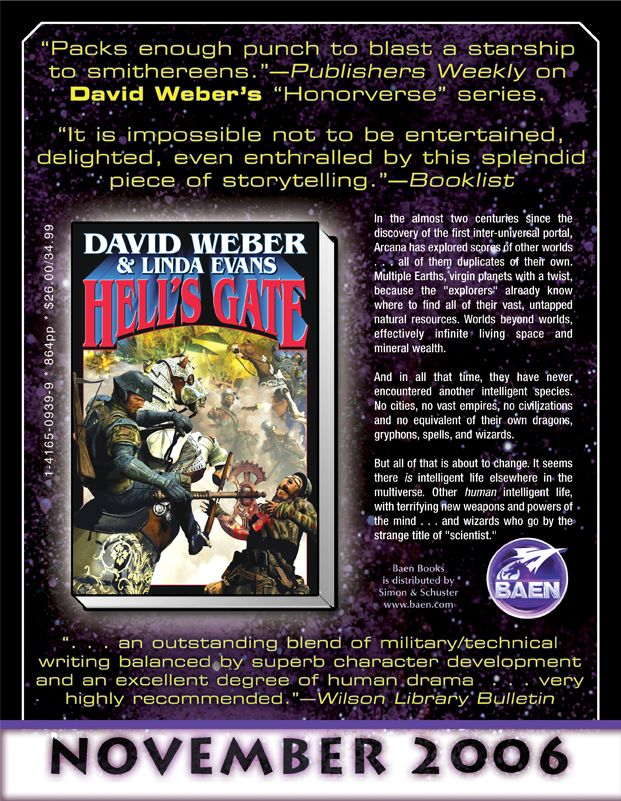 “Packs enough punch to blast a starship
to smithereens.”—Publishers Weekly on
David Weber’s “Honorverse” series.
“It is impossible not to be entertained,
delighted, even enthralled by this splendid
piece of storytelling.”—Booklist
1-4165-0939-9 * 864pp * $26.00/34.99
DAVID WEBER
& LINDA EVANS
HELL'S GATE
In the almost two centuries since the
discovery of the first inter-universal portal,
Arcana has explored scores of other worlds
. . . all of them duplicates of their own.
Multiple Earths, virgin planets with a twist,
because the "explorers" already know
where to find all of their vast, untapped
natural resources. Worlds beyond worlds,
effectively infinite living space and
mineral wealth.
And in all that time, they have never
encountered another intelligent species.
No cities, no vast empires, no civilizations
and no equivalent of their own dragons,
gryphons, spells, and wizards.
But all of that is about to change. It seems
there is intelligent life elsewhere in the
multiverse. Other human intelligent life,
with terrifying new weapons and powers of
the mind . . . and wizards who go by the
strange title of "scientist."
Baen Books
is distributed by
Simon & Schuster
www.baen.com
BAEN
“. . . an outstanding blend of military/technical
writing balanced by superb character development
and an excellent degree of human drama . . . . very
highly recommended.”—Wilson Library Bulletin
NOVEMBER 2006